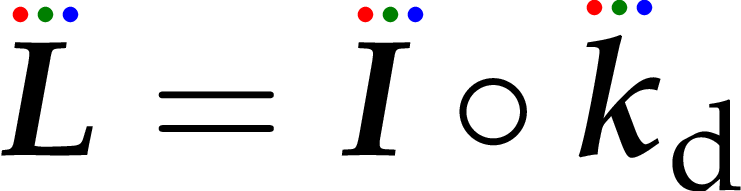 L = I ∘ k_d